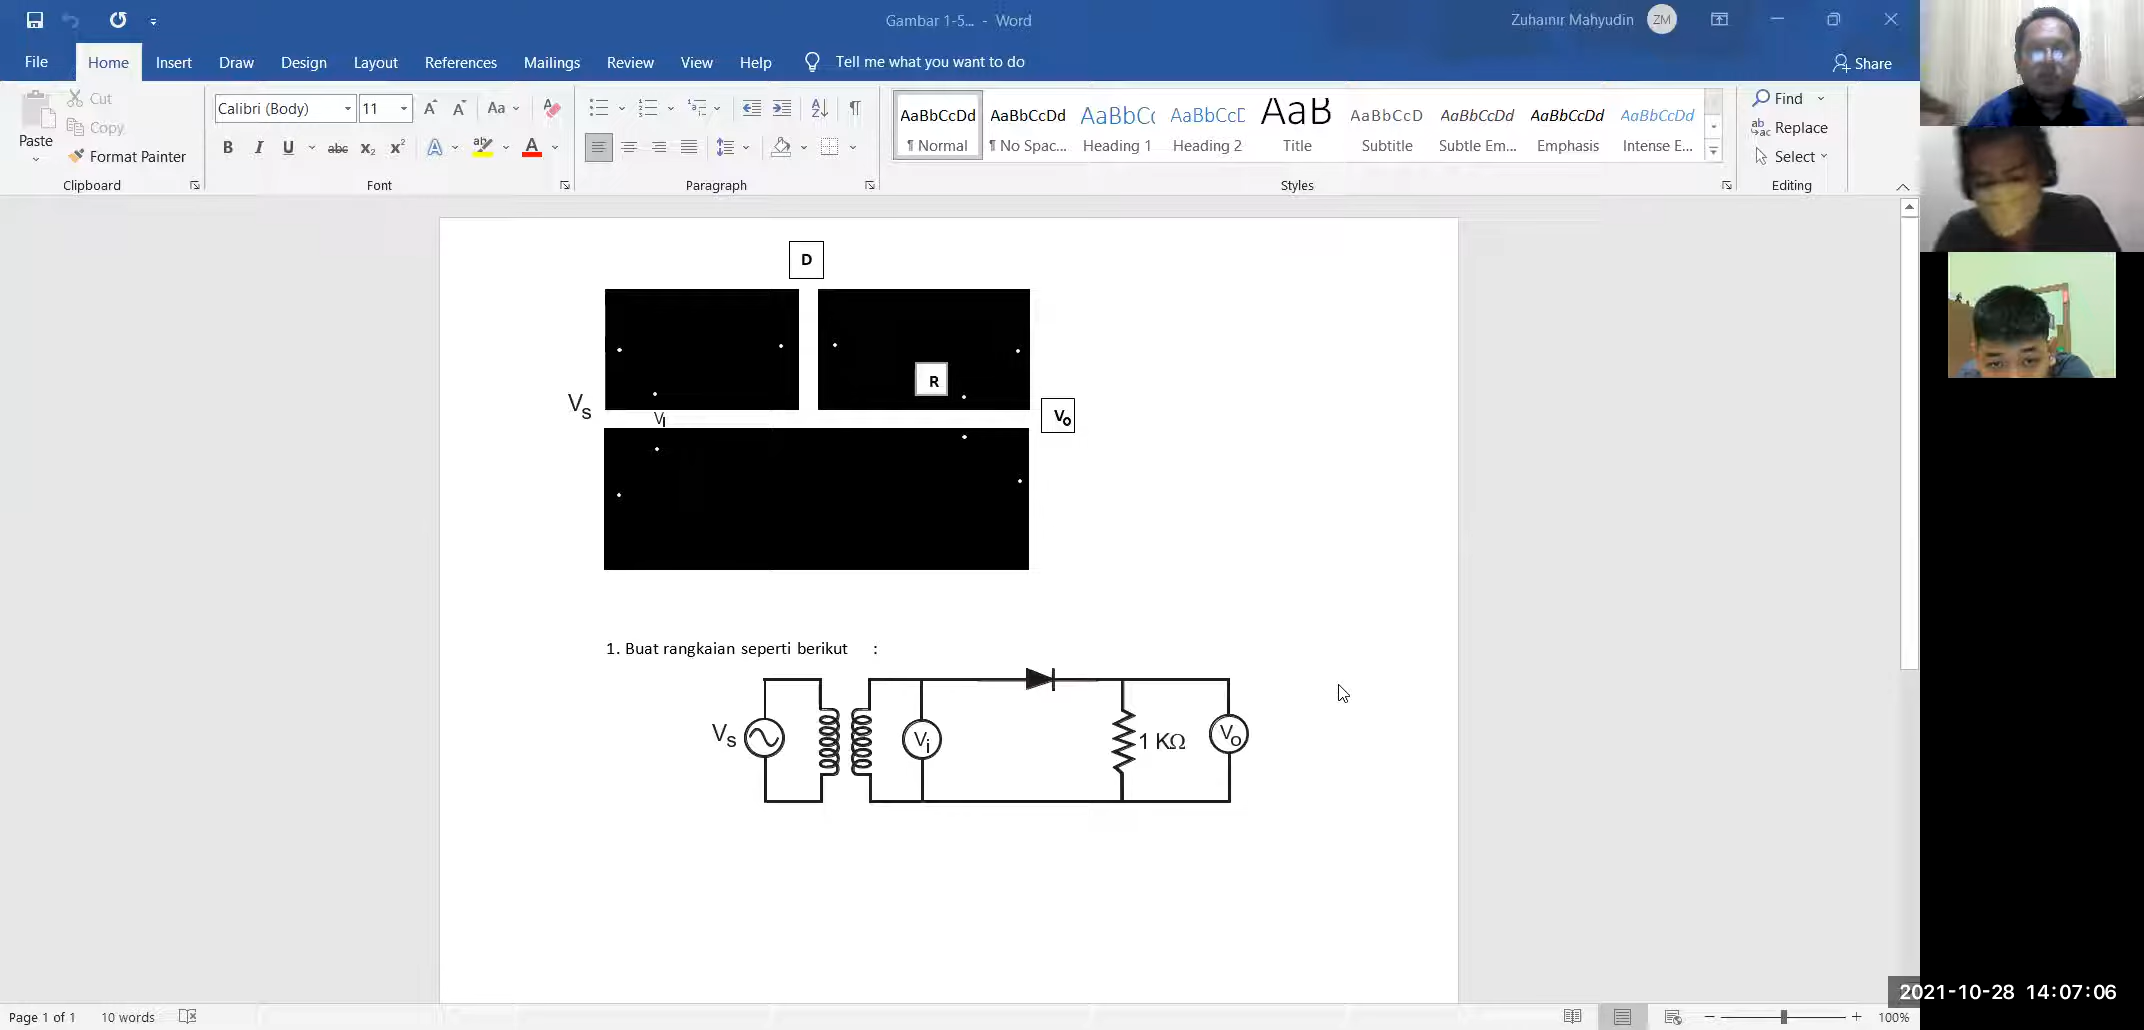 Gambar 1-5... - Word
Zuhainir Mahyudin ZM
File Home Insert Draw Design Layout References Mailings Review View Help Tell me what you want to do Share
Paste
Cut
Copy
Format Painter
Clipboard
Calibri (Body) 11
Font
Paragraph
AaBbCcDd AaBbCcDd AaBbC( AaBbCcD AaB AaBbCcD AaBbCcDd AaBbCcDd AaBbCcDd
¶ Normal ¶ No Spac... Heading 1 Heading 2 Title Subtitle Subtle Em... Emphasis Intense E...
Styles
Find
Replace
Select
Editing
D
R
Vs
Vi
Vo
1. Buat rangkaian seperti berikut :
Vs
Vi
1 KΩ
Vo
2021-10-28 14:07:06
Page 1 of 1 10 words
100%